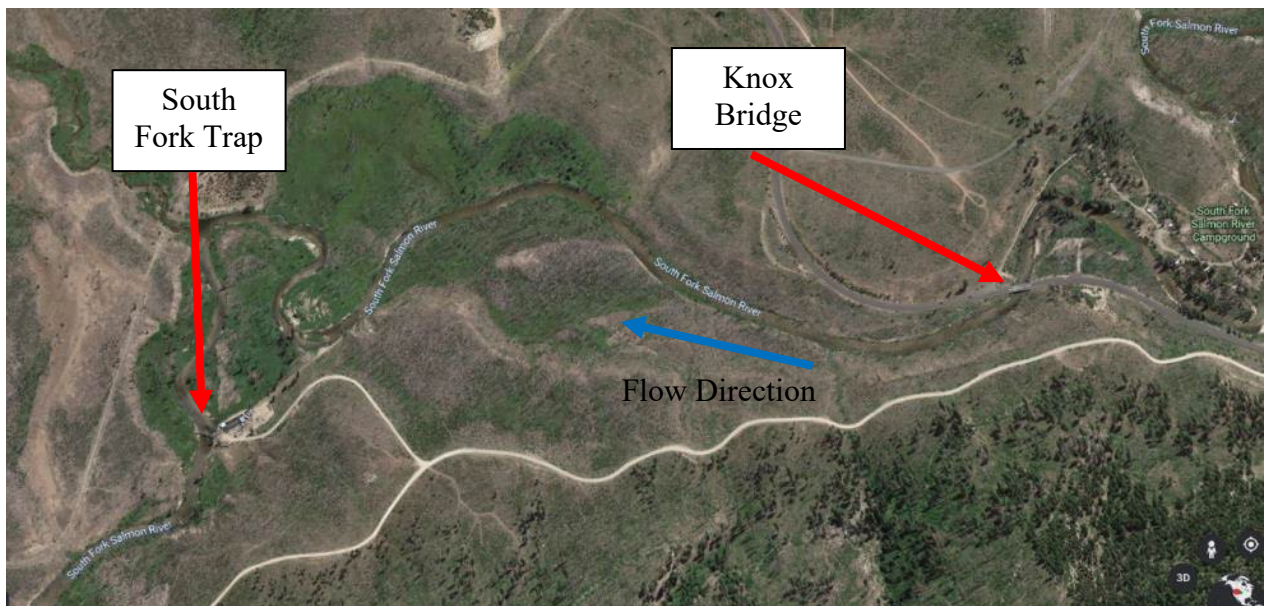 South Fork Salmon River
South
Fork Trap
Knox
Bridge
South Fork
Salmon River
Campground
South Fork Salmon River
South Fork Salmon River
Flow Direction
South Fork Salmon River
3D